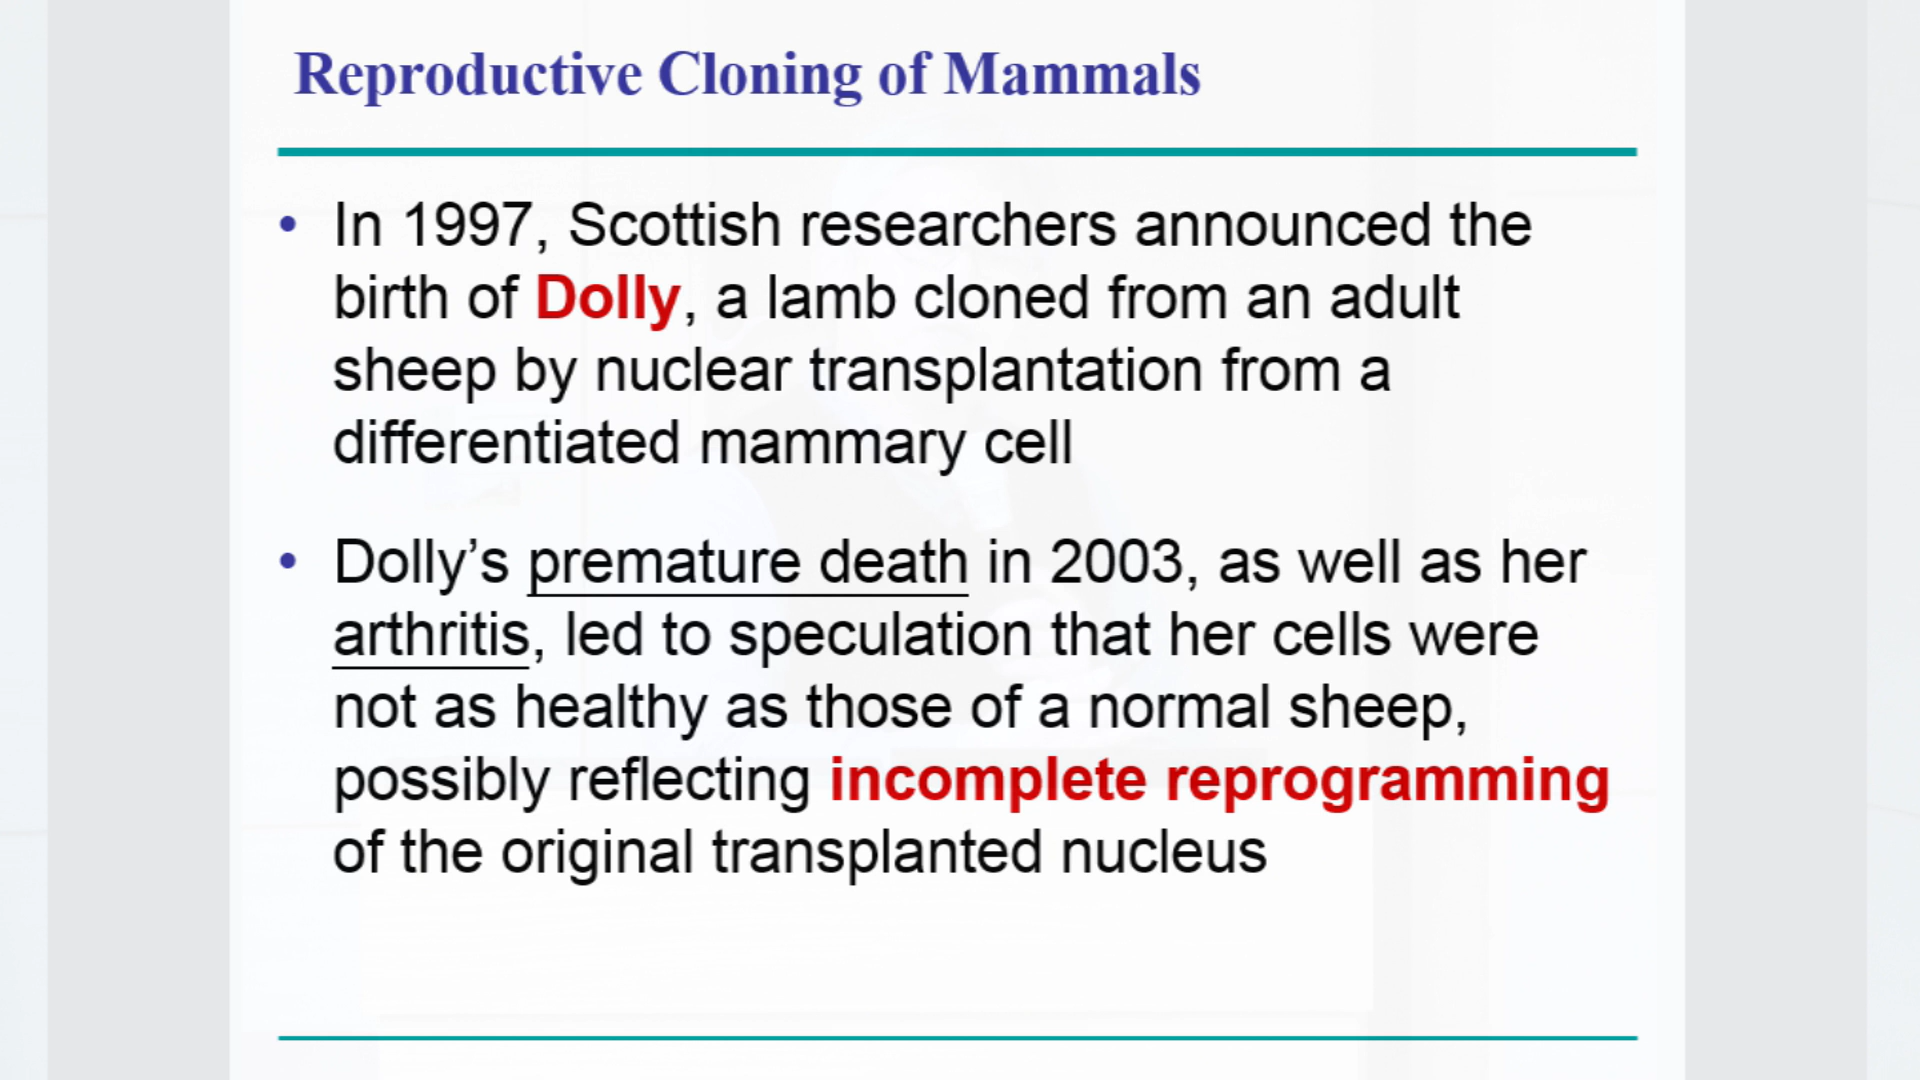 Reproductive Cloning of Mammals
• In 1997, Scottish researchers announced the
birth of Dolly, a lamb cloned from an adult
sheep by nuclear transplantation from a
differentiated mammary cell
• Dolly’s premature death in 2003, as well as her
arthritis, led to speculation that her cells were
not as healthy as those of a normal sheep,
possibly reflecting incomplete reprogramming
of the original transplanted nucleus